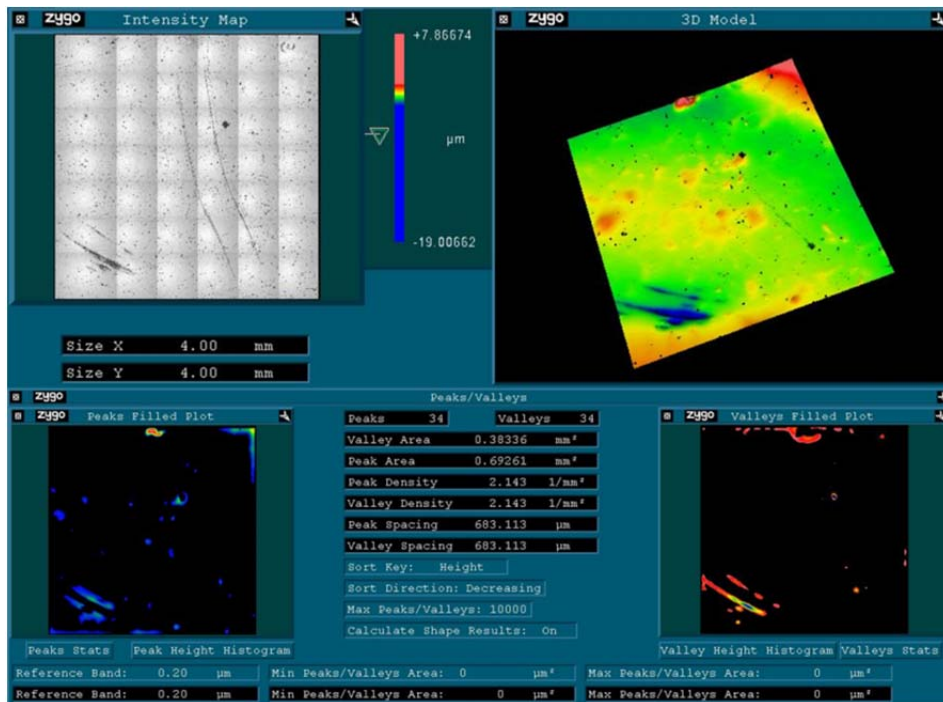 zygo Intensity Map
+7.86674
µm
-19.00662
zygo 3D Model
Size X 4.00 mm
Size Y 4.00 mm
zygo Peaks/Valleys
zygo Peaks Filled Plot
Peaks 34 Valleys 34
Valley Area 0.38336 mm²
Peak Area 0.69261 mm²
Peak Density 2.143 1/mm²
Valley Density 2.143 1/mm²
Peak Spacing 683.113 µm
Valley Spacing 683.113 µm
Sort Key: Height
Sort Direction: Decreasing
Max Peaks/Valleys: 10000
Calculate Shape Results: On
zygo Valleys Filled Plot
Peaks Stats Peak Height Histogram
Valley Height Histogram Valleys Stats
Reference Band: 0.20 µm Min Peaks/Valleys Area: 0 µm² Max Peaks/Valleys Area: 0 µm²
Reference Band: 0.20 µm Min Peaks/Valleys Area: 0 µm² Max Peaks/Valleys Area: 0 µm²